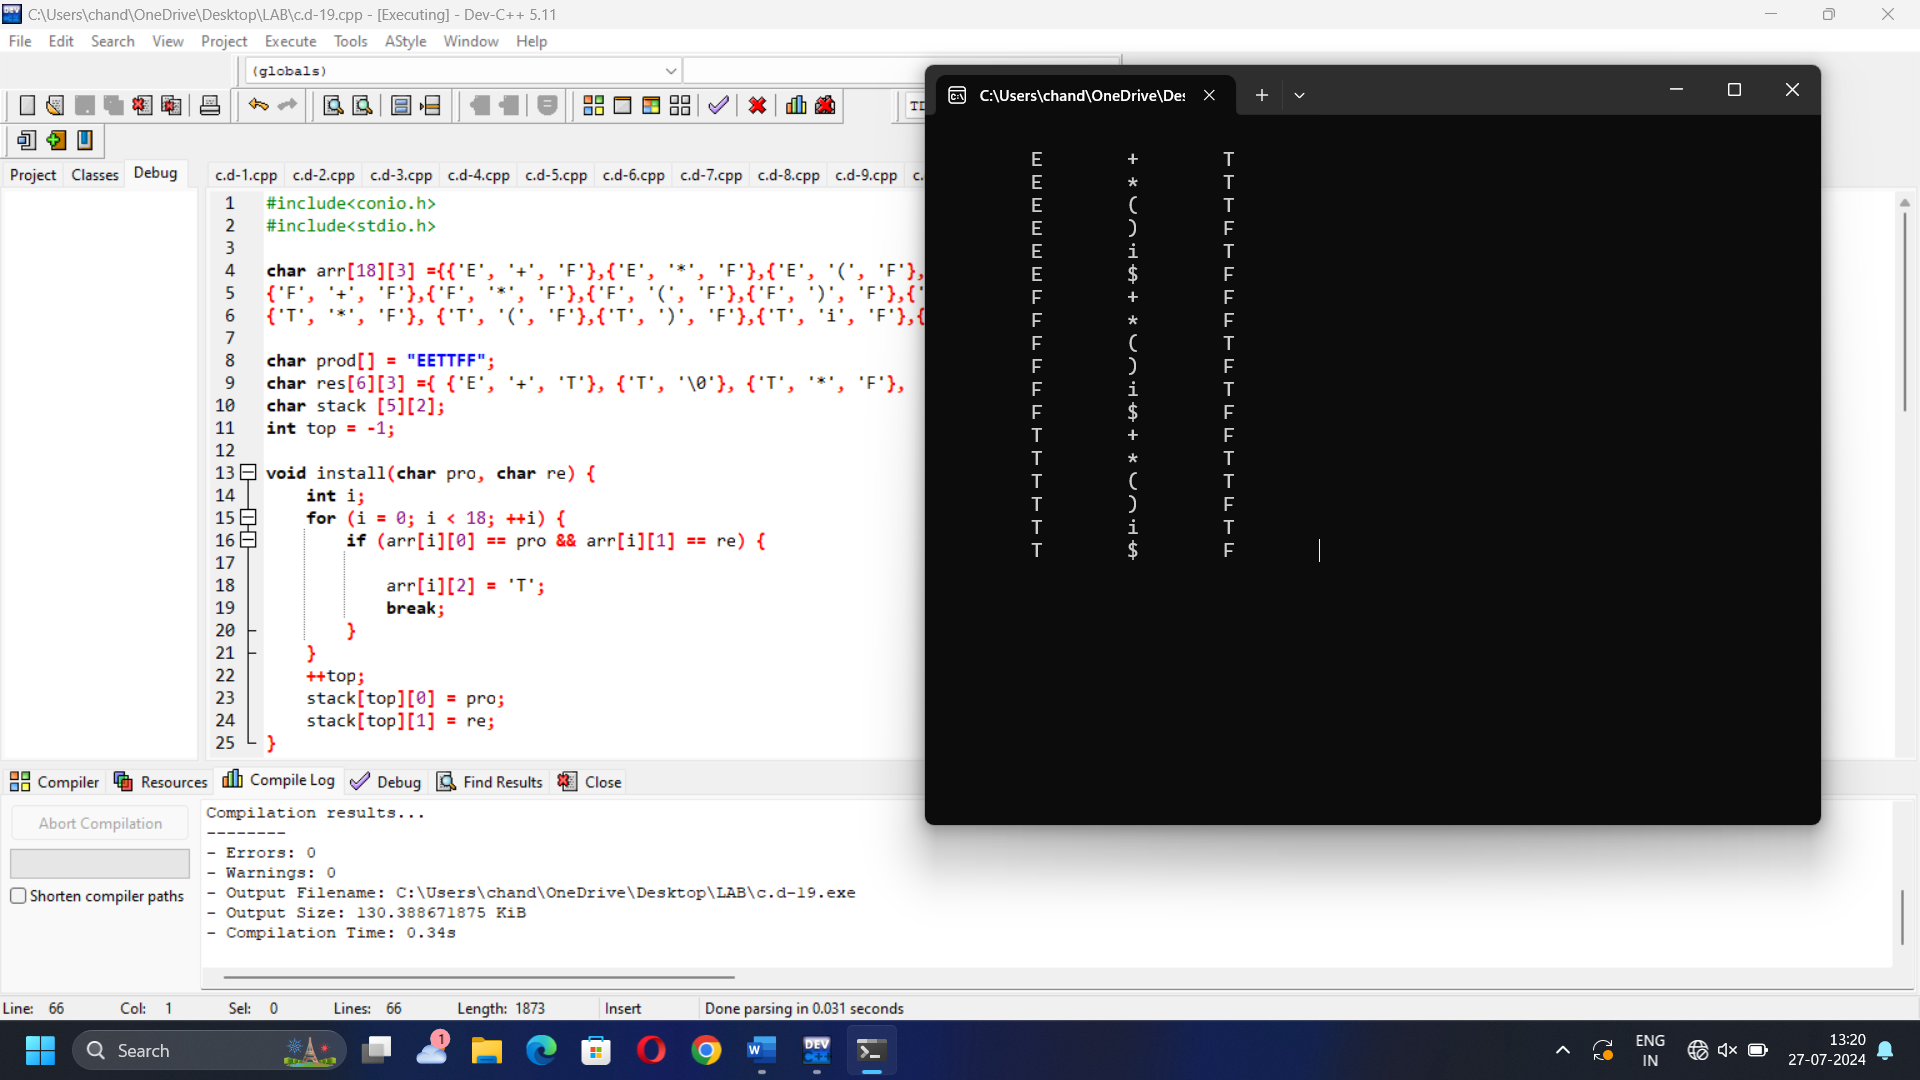 C:\Users\chand\OneDrive\Desktop\LAB\c.d-19.cpp - [Executing] - Dev-C++ 5.11
File Edit Search View Project Execute Tools AStyle Window Help
(globals)
Project Classes Debug
c.d-1.cpp c.d-2.cpp c.d-3.cpp c.d-4.cpp c.d-5.cpp c.d-6.cpp c.d-7.cpp c.d-8.cpp c.d-9.cpp c.
1 #include<conio.h>
2 #include<stdio.h>
3
4 char arr[18][3] ={{'E', '+', 'F'},{'E', '*', 'F'},{'E', '(', 'F'},
5 {'F', '+', 'F'},{'F', '*', 'F'},{'F', '(', 'F'},{'F', ')', 'F'},{'
6 {'T', '*', 'F'}, {'T', '(', 'F'},{'T', ')', 'F'},{'T', 'i', 'F'},{
7
8 char prod[] = "EETTFF";
9 char res[6][3] ={ {'E', '+', 'T'}, {'T', '\0'}, {'T', '*', 'F'},
10 char stack [5][2];
11 int top = -1;
12
13 void install(char pro, char re) {
14 int i;
15 for (i = 0; i < 18; ++i) {
16 if (arr[i][0] == pro && arr[i][1] == re) {
17
18 arr[i][2] = 'T';
19 break;
20 }
21 }
22 ++top;
23 stack[top][0] = pro;
24 stack[top][1] = re;
25 }
C:\Users\chand\OneDrive\De
E + T
E * T
E ( T
E ) F
E i T
E $ F
F + F
F * F
F ( T
F ) F
F i T
F $ F
T + F
T * T
T ( T
T ) F
T i T
T $ F
Compiler Resources Compile Log Debug Find Results Close
Abort Compilation
Shorten compiler paths
Compilation results...
--------
- Errors: 0
- Warnings: 0
- Output Filename: C:\Users\chand\OneDrive\Desktop\LAB\c.d-19.exe
- Output Size: 130.388671875 KiB
- Compilation Time: 0.34s
Line: 66 Col: 1 Sel: 0 Lines: 66 Length: 1873 Insert Done parsing in 0.031 seconds
Search
1
DEV
ENG
IN
13:20
27-07-2024